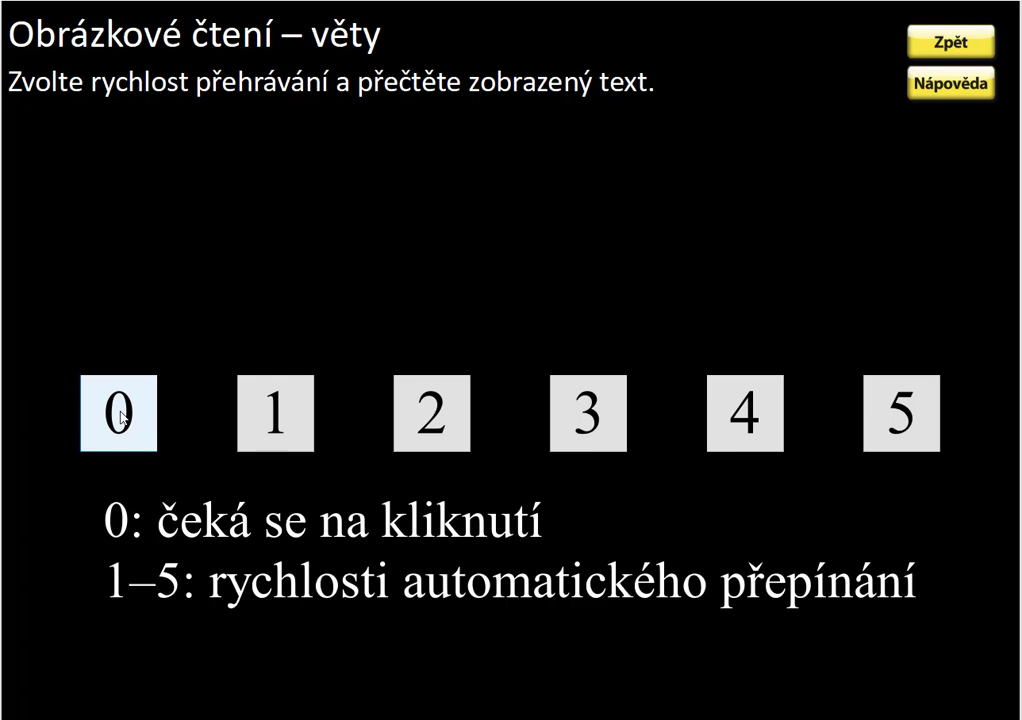 Obrázkové čtení – věty
Zpět
Zvolte rychlost přehrávání a přečtěte zobrazený text.
Nápověda
0 1 2 3 4 5
0: čeká se na kliknutí
1–5: rychlosti automatického přepínání